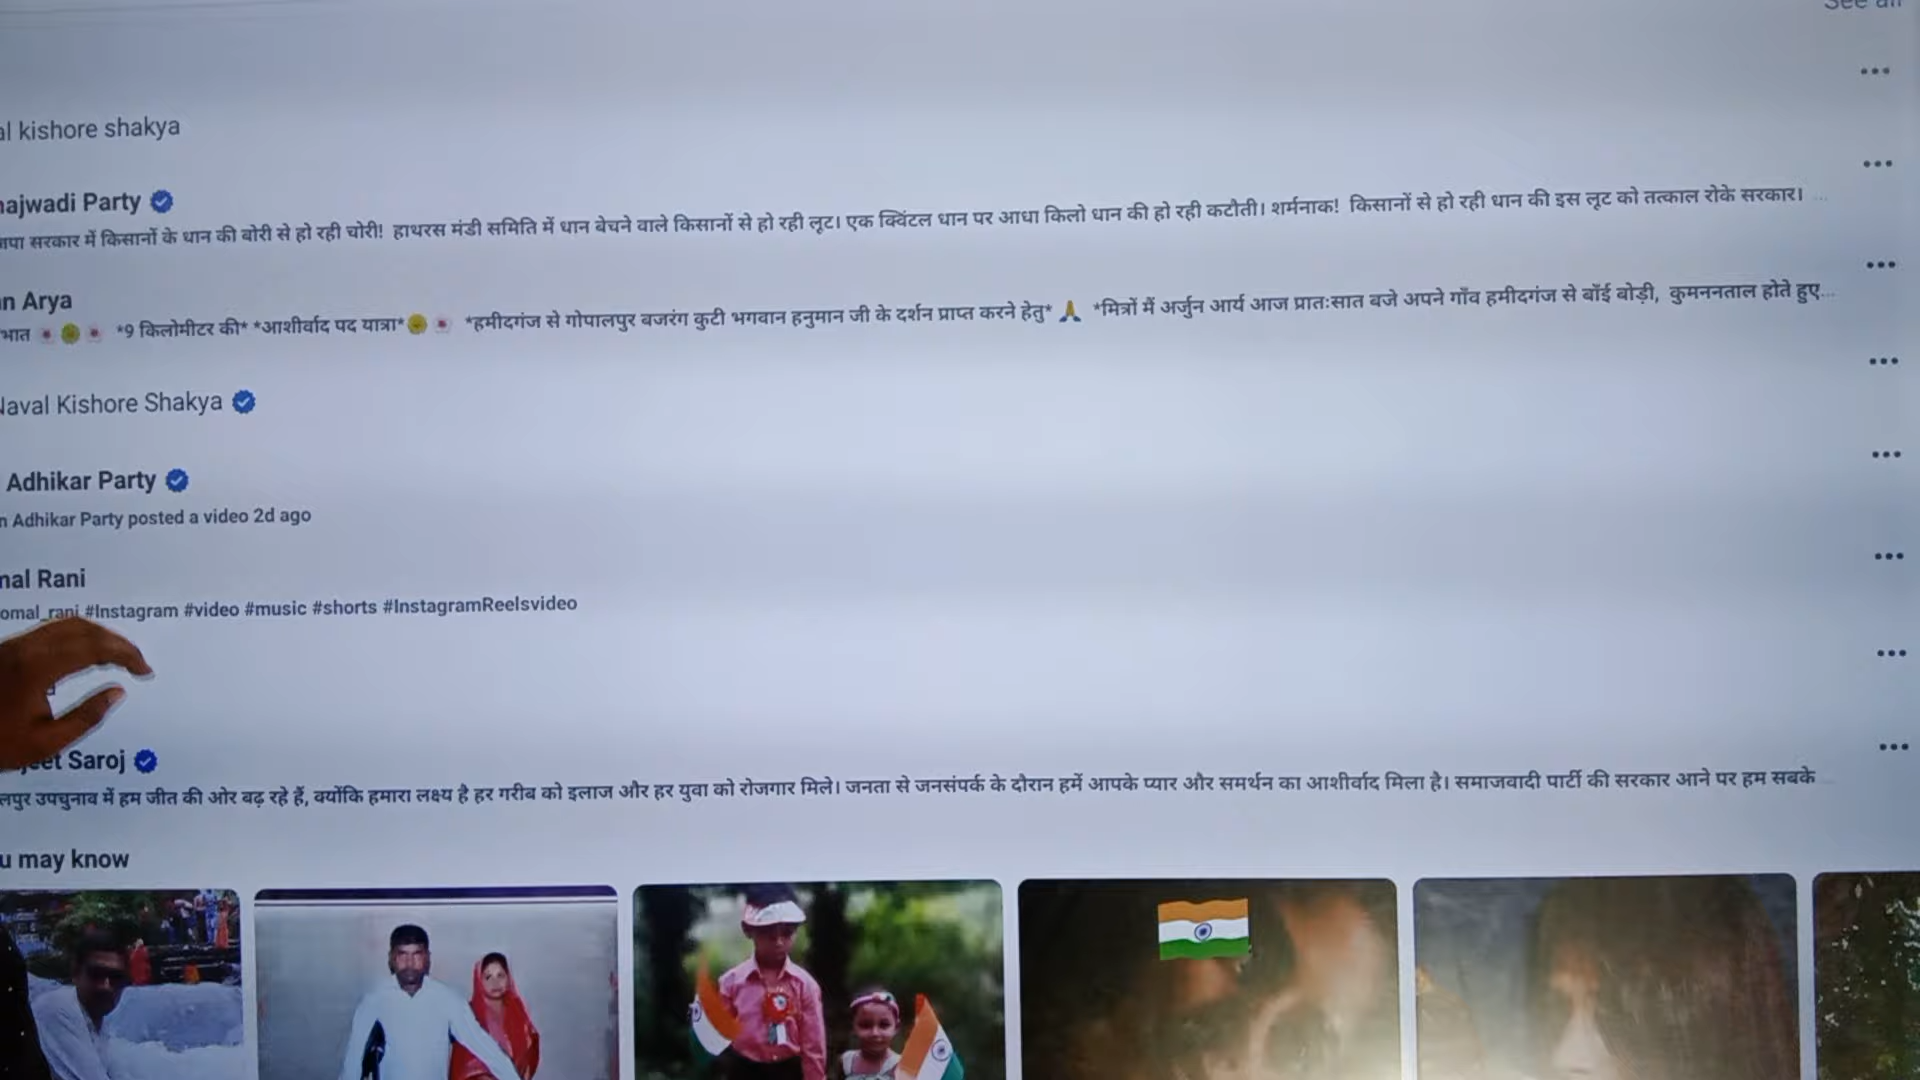 See all
al kishore shakya
ajwadi Party
जपा सरकार में किसानों के धान की बोरी से हो रही चोरी! हाथरस मंडी समिति में धान बेचने वाले किसानों से हो रही लूट। एक क्विंटल धान पर आधा किलो धान की हो रही कटौती। शर्मनाक! किसानों से हो रही धान की इस लूट को तत्काल रोके सरकार। ...
n Arya
भात 🌸🌼🌸 *9 किलोमीटर की* *आशीर्वाद पद यात्रा*🌼🌸 *हमीदगंज से गोपालपुर बजरंग कुटी भगवान हनुमान जी के दर्शन प्राप्त करने हेतु* 🙏 *मित्रों मैं अर्जुन आर्य आज प्रातःसात बजे अपने गाँव हमीदगंज से बाँई बोड़ी, कुमननताल होते हुए...
Naval Kishore Shakya
Adhikar Party
n Adhikar Party posted a video 2d ago
mal Rani
omal_rani #Instagram #video #music #shorts #InstagramReelsvideo
jeet Saroj
लपुर उपचुनाव में हम जीत की ओर बढ़ रहे हैं, क्योंकि हमारा लक्ष्य है हर गरीब को इलाज और हर युवा को रोजगार मिले। जनता से जनसंपर्क के दौरान हमें आपके प्यार और समर्थन का आशीर्वाद मिला है। समाजवादी पार्टी की सरकार आने पर हम सबके
u may know